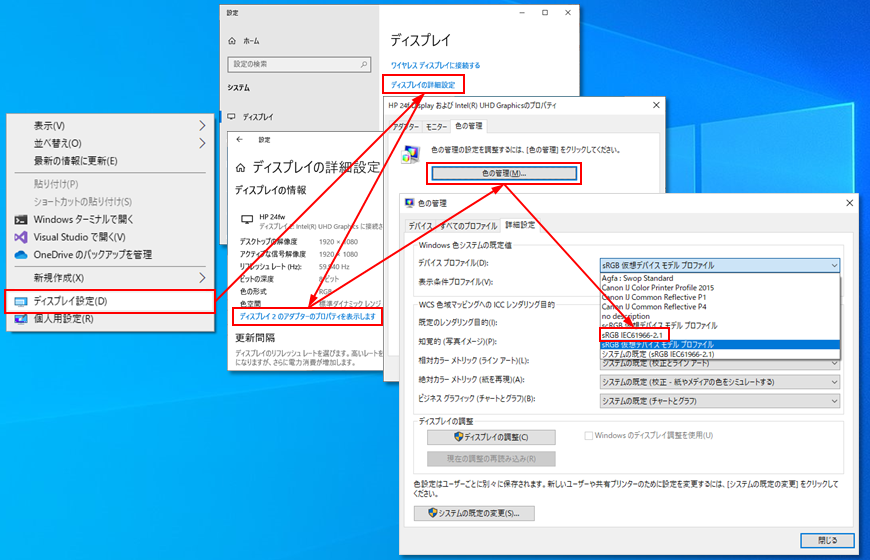 表示(V)
並べ替え(O)
最新の情報に更新(E)
貼り付け(P)
ショートカットの貼り付け(S)
Windows ターミナルで開く
Visual Studio で開く(V)
OneDrive のバックアップを管理
新規作成(X)
ディスプレイ設定(D)
個人用設定(R)
設定
ホーム
設定の検索
システム
ディスプレイ
ディスプレイ
ワイヤレス ディスプレイに接続する
ディスプレイの詳細設定
設定
ディスプレイの詳細設定
ディスプレイの情報
HP 24fw
Intel(R) UHD Graphics に接続さ
デスクトップの解像度 1920 × 1080
アクティブな信号解像度 1920 × 1080
リフレッシュ レート (Hz): 59.940 Hz
ビットの深度 8 ビット
色の形式 RGB
色空間 標準ダイナミック レンジ
ディスプレイ 2 のアダプターのプロパティを表示します
更新間隔
ディスプレイのリフレッシュ レートを選びます。高いレートを
になりますが、さらに電力消費が増加します。
HP 24f Display および Intel(R) UHD Graphicsのプロパティ
アダプター モニター 色の管理
色の管理の設定を調整するには、[色の管理] をクリックしてください。
色の管理(M)...
色の管理
デバイス すべてのプロファイル 詳細設定
Windows 色システムの既定値
デバイス プロファイル(D): sRGB 仮想デバイス モデル プロファイル
Agfa : Swop Standard
表示条件プロファイル(V): Canon IJ Color Printer Profile 2015
Canon IJ Common Reflective P1
WCS 色域マッピングへの ICC レンダリング目的 Canon IJ Common Reflective P4
no description
既定のレンダリング目的(I): scRGB 仮想デバイス モデル プロファイル
sRGB IEC61966-2.1
知覚的 (写真イメージ)(P): sRGB 仮想デバイス モデル プロファイル
システムの既定 (sRGB IEC61966-2.1)
相対カラー メトリック (ライン アート)(L): システムの既定 (校正とライン アート)
絶対カラー メトリック (紙を再現)(A): システムの既定 (校正 - 紙やメディアの色をシミュレートする)
ビジネス グラフィック (チャートとグラフ)(B): システムの既定 (チャートとグラフ)
ディスプレイの調整
ディスプレイの調整(C) Windows のディスプレイ調整を使用(U)
現在の調整の再読み込み(R)
色設定はユーザーごとに別々に保存されます。新しいユーザーや共有プリンターのために設定を変更するには、[システムの既定の変更] をクリックして
ください。
システムの既定の変更(S)...
閉じる